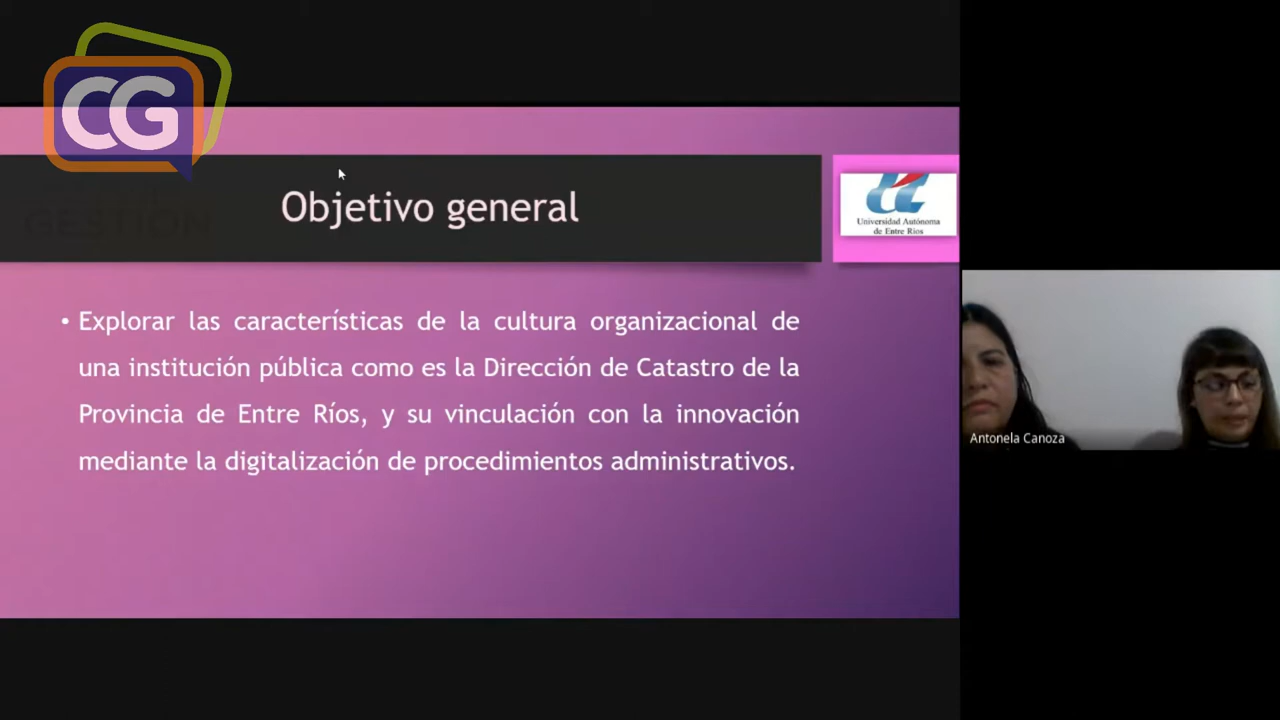 CG
GESTIÓN
Objetivo general
Universidad Autónoma
de Entre Ríos
• Explorar las características de la cultura organizacional de
una institución pública como es la Dirección de Catastro de la
Provincia de Entre Ríos, y su vinculación con la innovación
mediante la digitalización de procedimientos administrativos.
Antonela Canoza